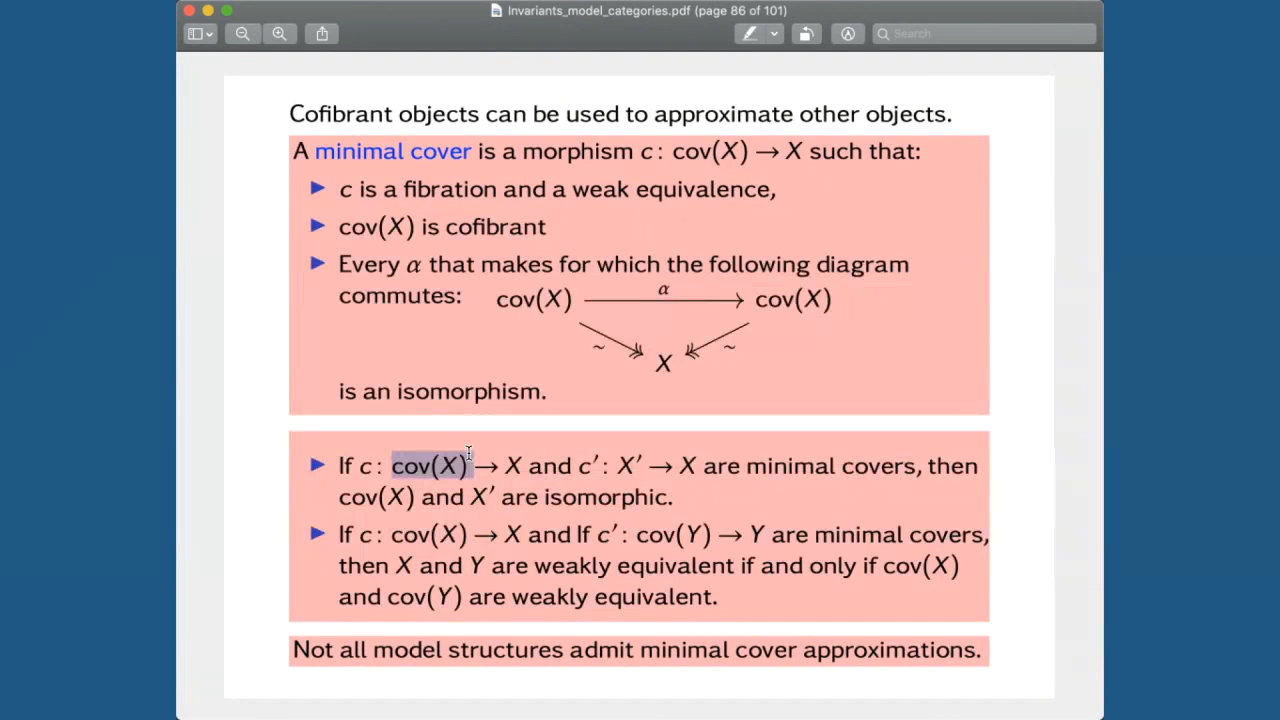 Invariants_model_categories.pdf (page 86 of 101)
Search
Cofibrant objects can be used to approximate other objects.
A minimal cover is a morphism c : cov(X) → X such that:
▶ c is a fibration and a weak equivalence,
▶ cov(X) is cofibrant
▶ Every α that makes for which the following diagram
commutes: cov(X) α cov(X)
~ ~
X
is an isomorphism.
▶ If c : cov(X) → X and c′ : X′ → X are minimal covers, then
cov(X) and X′ are isomorphic.
▶ If c : cov(X) → X and If c′ : cov(Y) → Y are minimal covers,
then X and Y are weakly equivalent if and only if cov(X)
and cov(Y) are weakly equivalent.
Not all model structures admit minimal cover approximations.